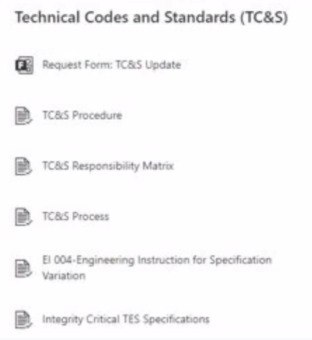 Technical Codes and Standards (TC&S)
Request Form: TC&S Update
TC&S Procedure
TC&S Responsibility Matrix
TC&S Process
EI 004-Engineering Instruction for Specification
Variation
Integrity Critical TES Specifications